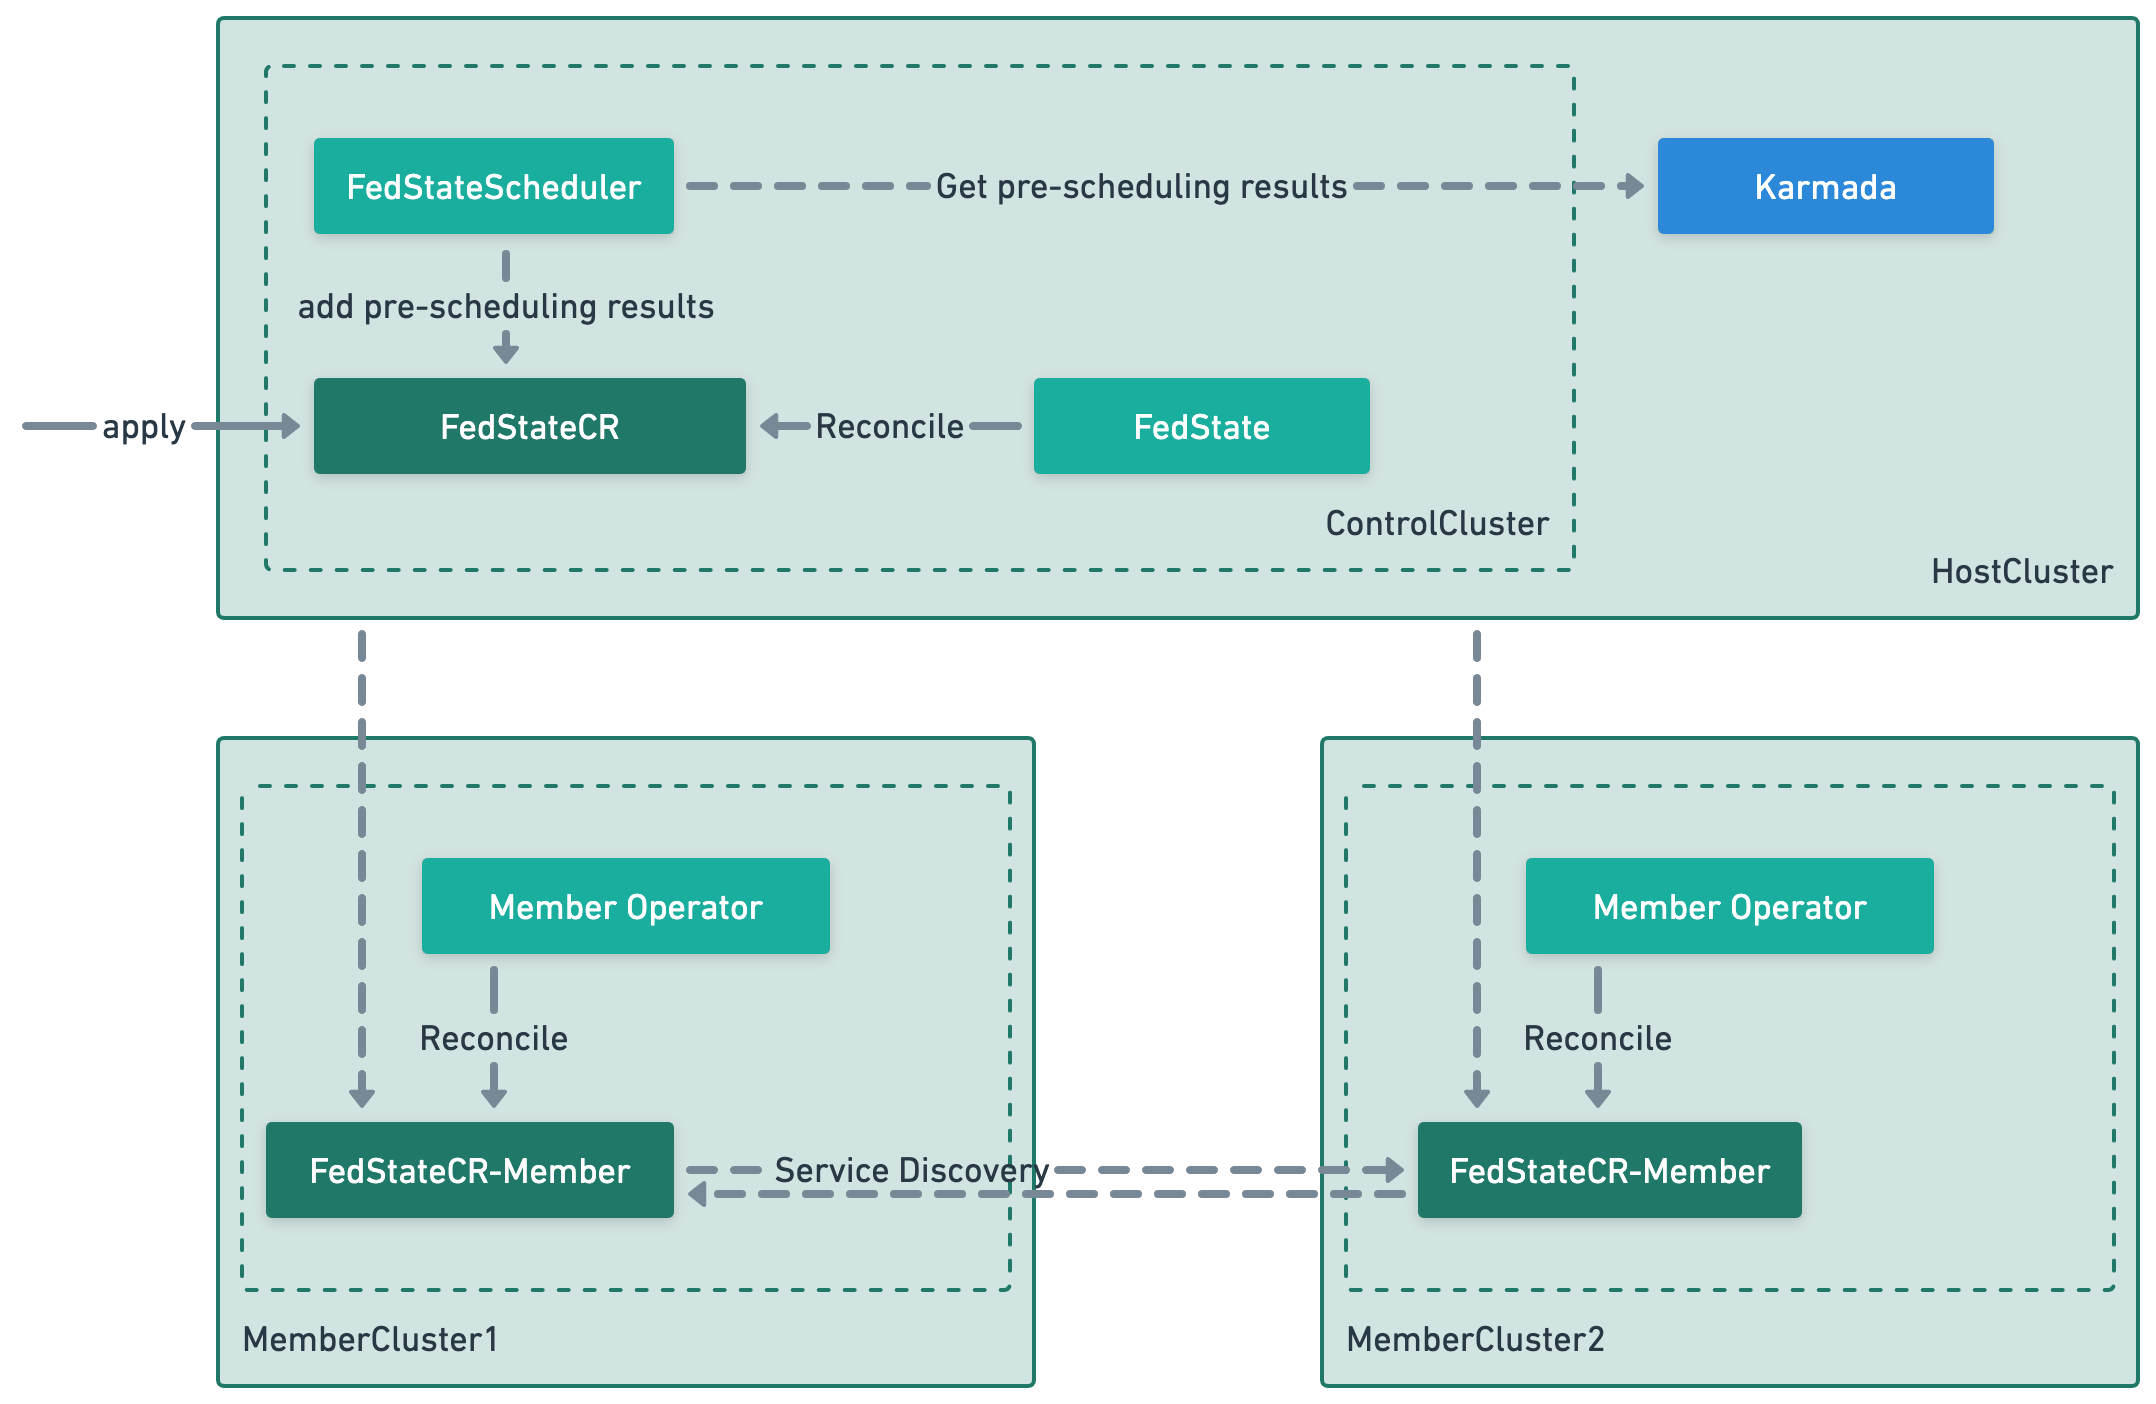 FedStateScheduler
Get pre-scheduling results
Karmada
add pre-scheduling results
apply
FedStateCR
Reconcile
FedState
ControlCluster
HostCluster
Member Operator
Reconcile
FedStateCR-Member
Service Discovery
MemberCluster1
Member Operator
Reconcile
FedStateCR-Member
MemberCluster2